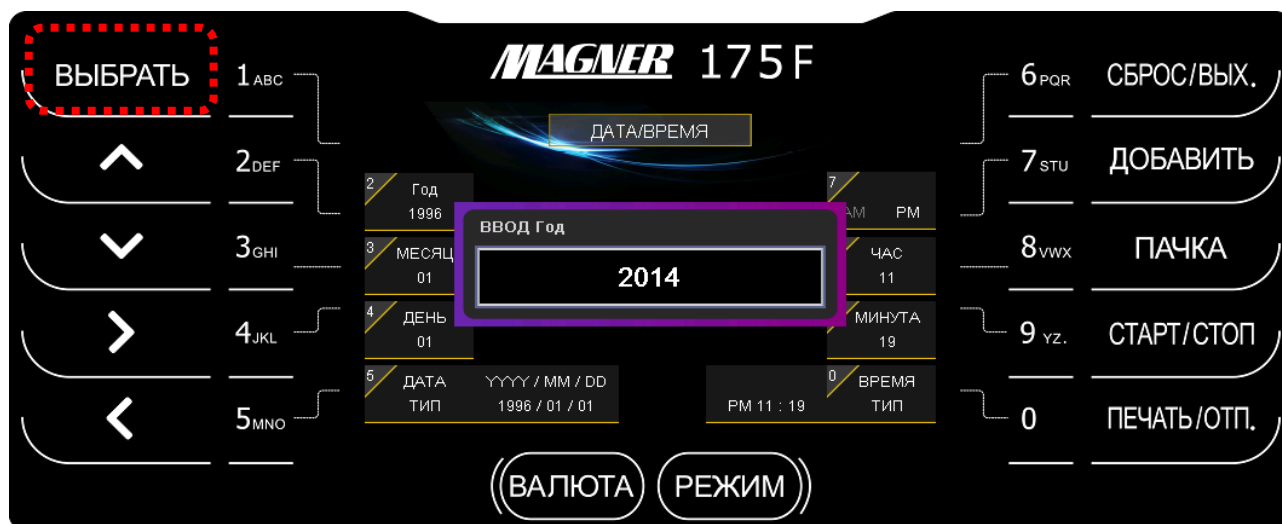 MAGNER 175F
ВЫБРАТЬ
1ABC
2DEF
3GHI
4JKL
5MNO
ДАТА/ВРЕМЯ
2 Год
1996
3 МЕСЯЦ
01
4 ДЕНЬ
01
5 ДАТА YYYY / MM / DD
ТИП 1996 / 01 / 01
ВВОД Год
2014
7
AM PM
ЧАС
11
МИНУТА
19
0 ВРЕМЯ
PM 11 : 19 ТИП
6PQR СБРОС/ВЫХ.
7STU ДОБАВИТЬ
8VWX ПАЧКА
9 YZ. СТАРТ/СТОП
0 ПЕЧАТЬ/ОТП.
ВАЛЮТА РЕЖИМ